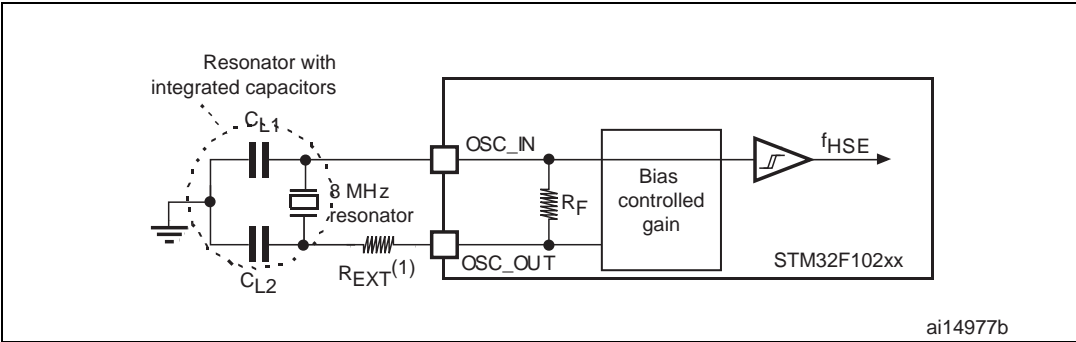 Resonator with
integrated capacitors
CL1
OSC_IN
fHSE
8 MHz
resonator
RF
Bias
controlled
gain
OSC_OUT
STM32F102xx
REXT(1)
CL2
ai14977b